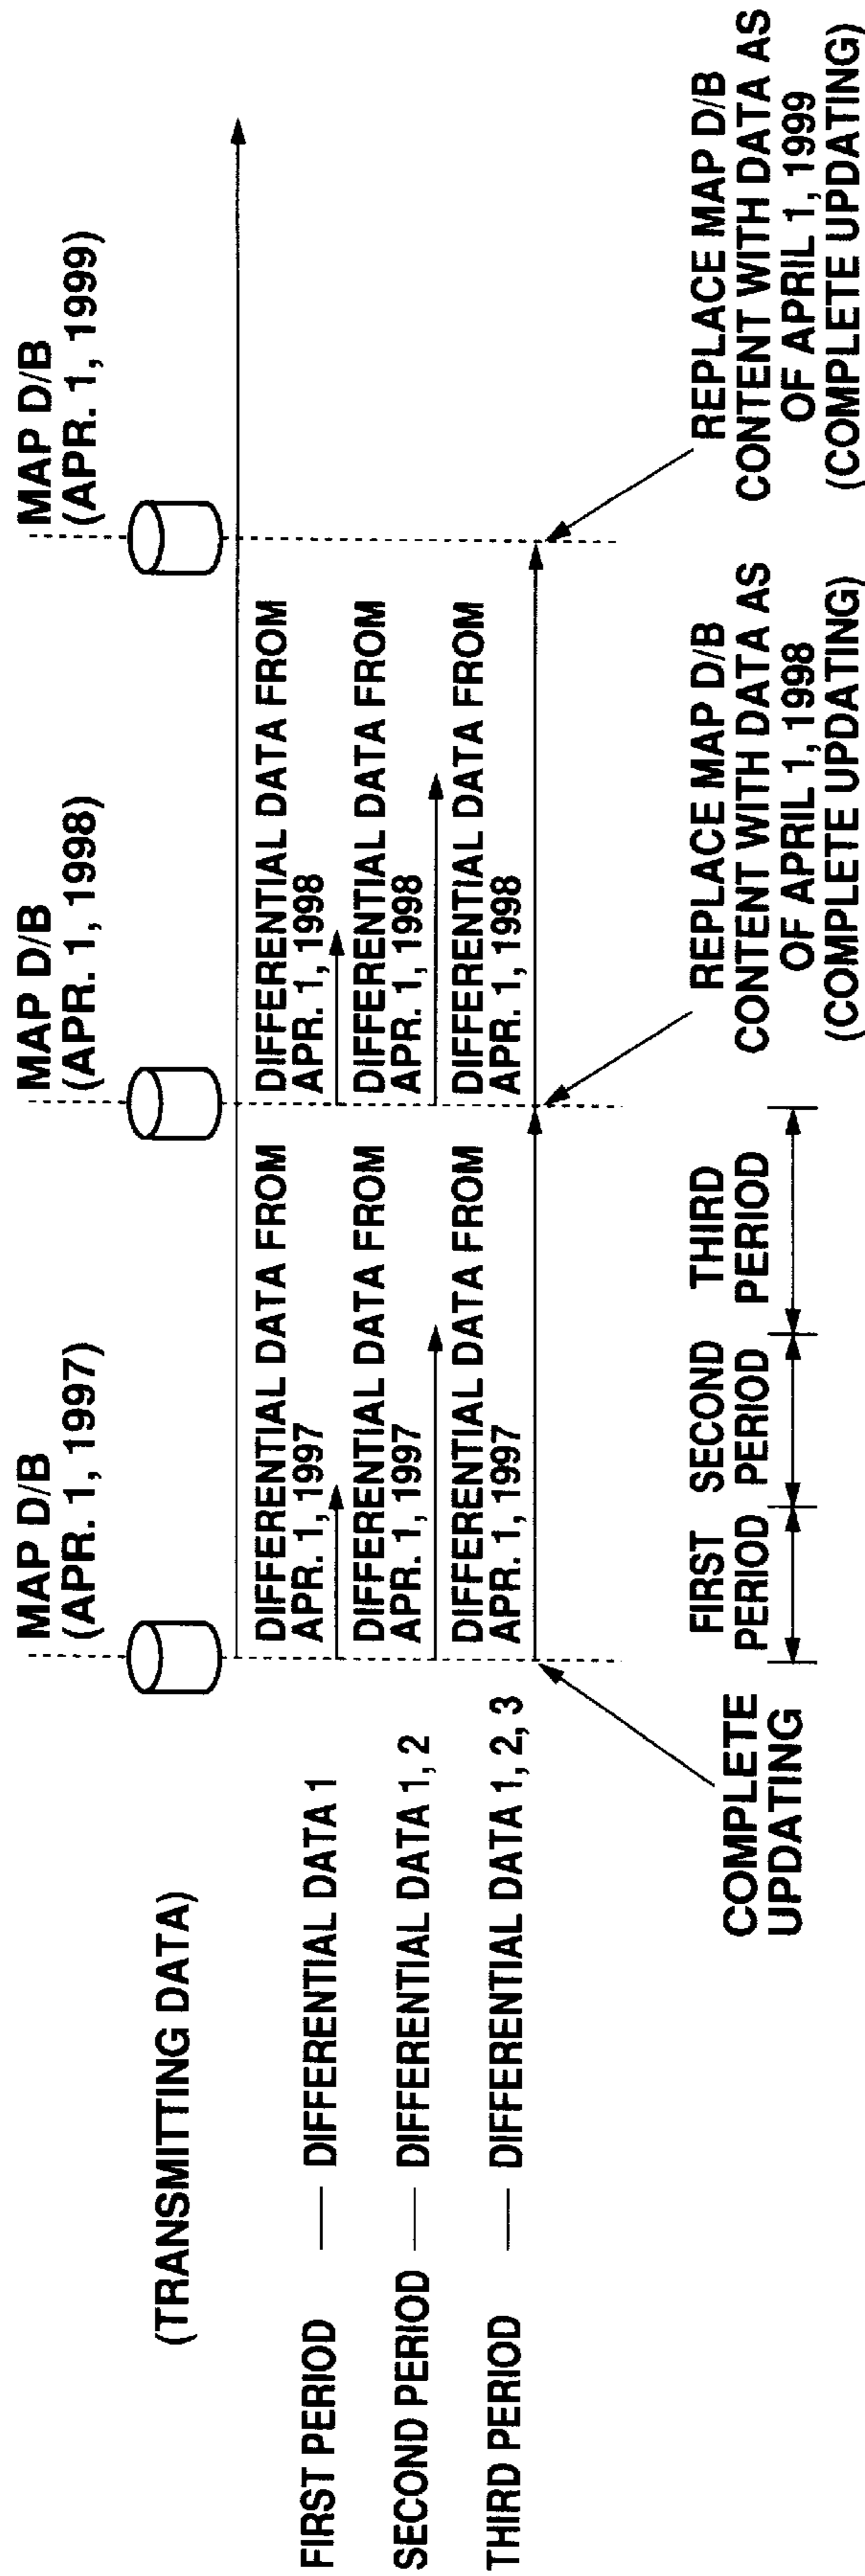 MAP D/B
(APR. 1, 1997)
MAP D/B
(APR. 1, 1998)
MAP D/B
(APR. 1, 1999)
(TRANSMITTING DATA)
FIRST PERIOD — DIFFERENTIAL DATA 1
DIFFERENTIAL DATA FROM
APR. 1, 1997
DIFFERENTIAL DATA FROM
APR. 1, 1998
SECOND PERIOD — DIFFERENTIAL DATA 1, 2
DIFFERENTIAL DATA FROM
APR. 1, 1997
DIFFERENTIAL DATA FROM
APR. 1, 1998
THIRD PERIOD — DIFFERENTIAL DATA 1, 2, 3
DIFFERENTIAL DATA FROM
APR. 1, 1997
DIFFERENTIAL DATA FROM
APR. 1, 1998
COMPLETE
UPDATING
FIRST
PERIOD
SECOND
PERIOD
THIRD
PERIOD
REPLACE MAP D/B
CONTENT WITH DATA AS
OF APRIL 1, 1998
(COMPLETE UPDATING)
REPLACE MAP D/B
CONTENT WITH DATA AS
OF APRIL 1, 1999
(COMPLETE UPDATING)